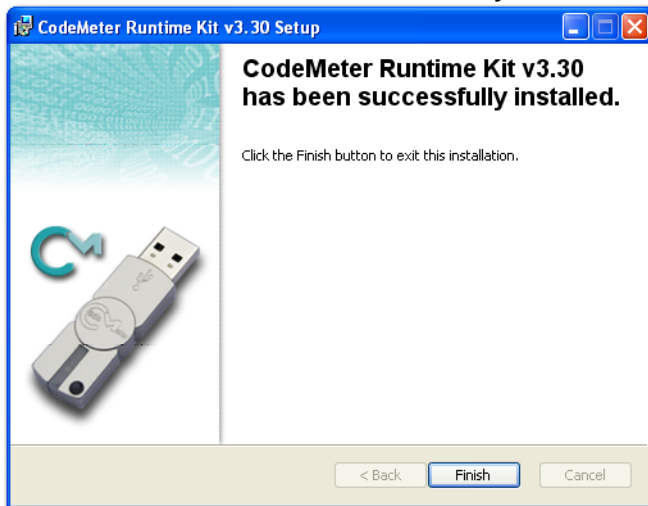 CodeMeter Runtime Kit v3.30 Setup
CodeMeter Runtime Kit v3.30
has been successfully installed.
Click the Finish button to exit this installation.
CM
< Back Finish Cancel